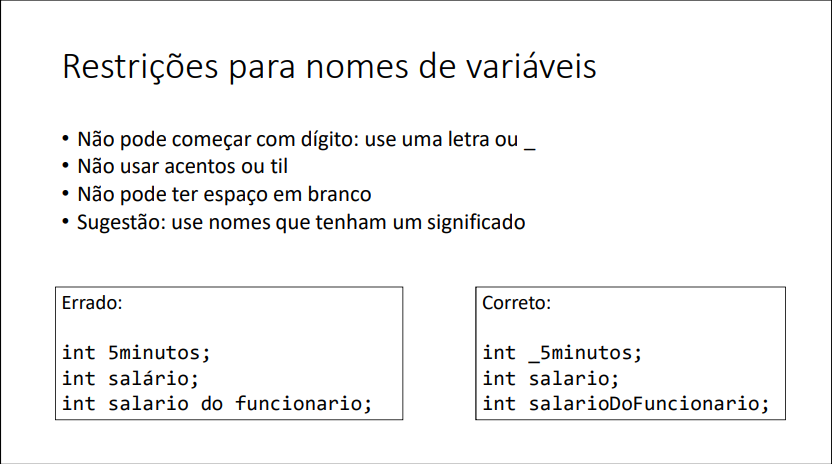 Restrições para nomes de variáveis
• Não pode começar com dígito: use uma letra ou _
• Não usar acentos ou til
• Não pode ter espaço em branco
• Sugestão: use nomes que tenham um significado
Errado:
int 5minutos;
int salário;
int salario do funcionario;
Correto:
int _5minutos;
int salario;
int salarioDoFuncionario;